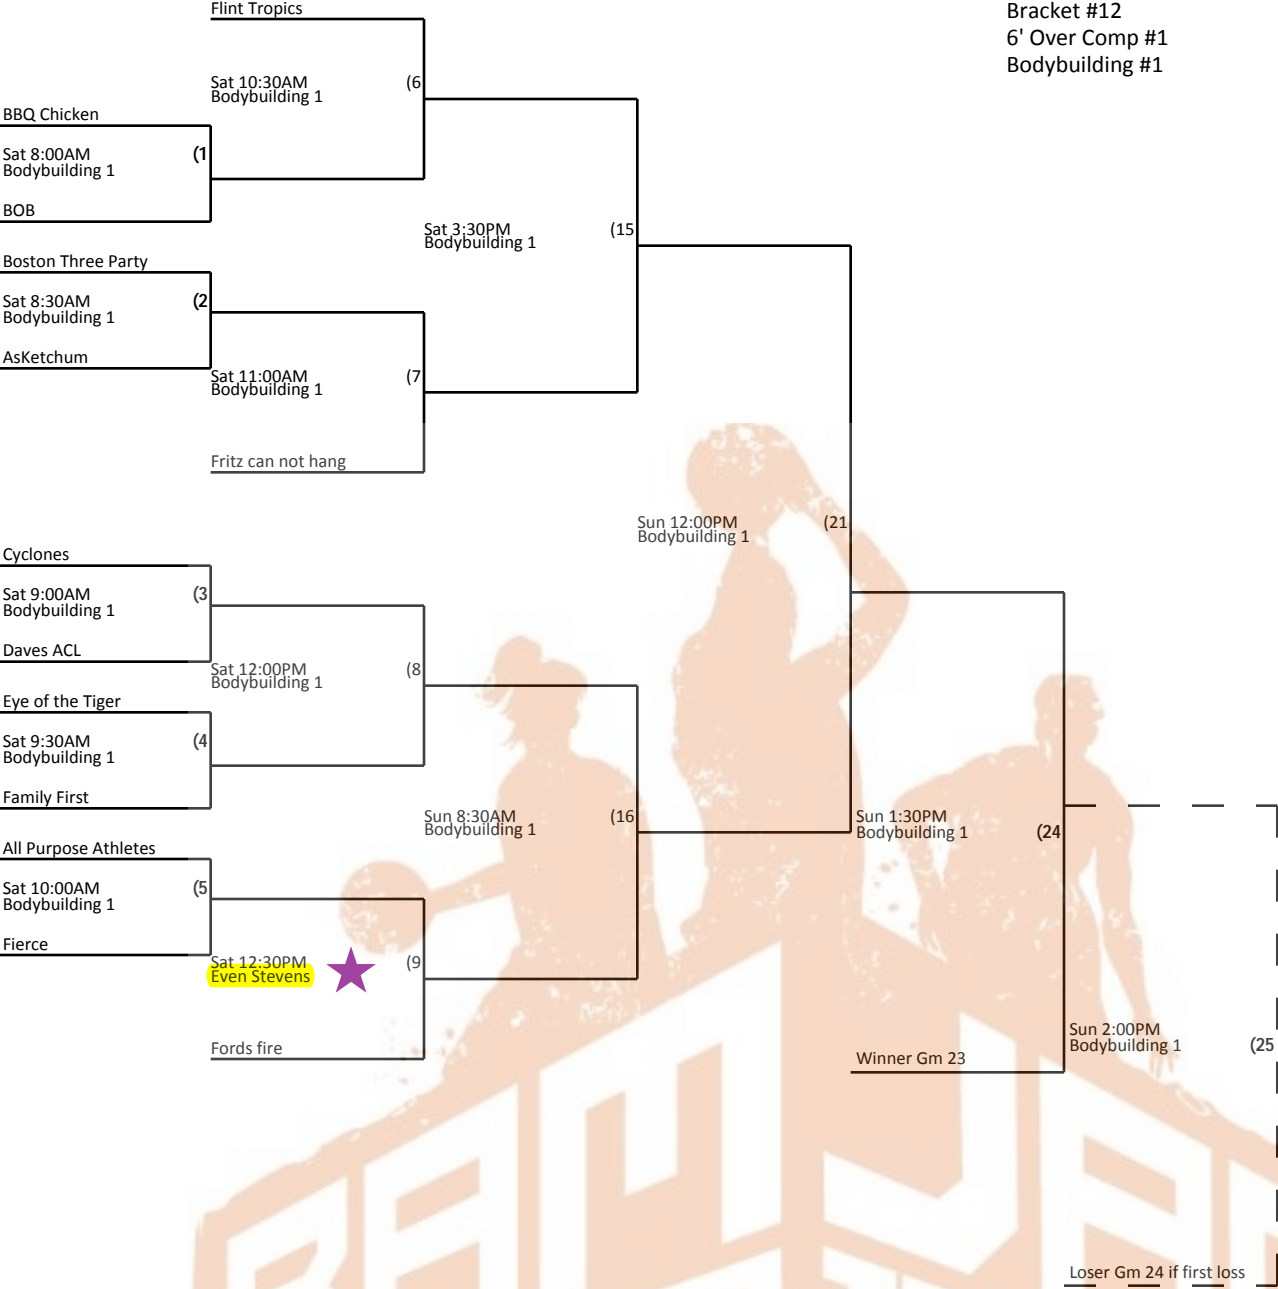 Flint Tropics
Bracket #12
6' Over Comp #1
Bodybuilding #1
Sat 10:30AM (6
Bodybuilding 1
BBQ Chicken
Sat 8:00AM (1
Bodybuilding 1
BOB
Sat 3:30PM (15
Bodybuilding 1
Boston Three Party
Sat 8:30AM (2
Bodybuilding 1
AsKetchum
Sat 11:00AM (7
Bodybuilding 1
Fritz can not hang
Sun 12:00PM (21
Bodybuilding 1
Cyclones
Sat 9:00AM (3
Bodybuilding 1
Daves ACL
Sat 12:00PM (8
Bodybuilding 1
Eye of the Tiger
Sat 9:30AM (4
Bodybuilding 1
Family First
Sun 8:30AM (16
Bodybuilding 1
Sun 1:30PM
Bodybuilding 1 (24
All Purpose Athletes
Sat 10:00AM (5
Bodybuilding 1
Fierce
Sat 12:30PM (9
Even Stevens
Fords fire
Sun 2:00PM
Bodybuilding 1 (25
Winner Gm 23
Loser Gm 24 if first loss